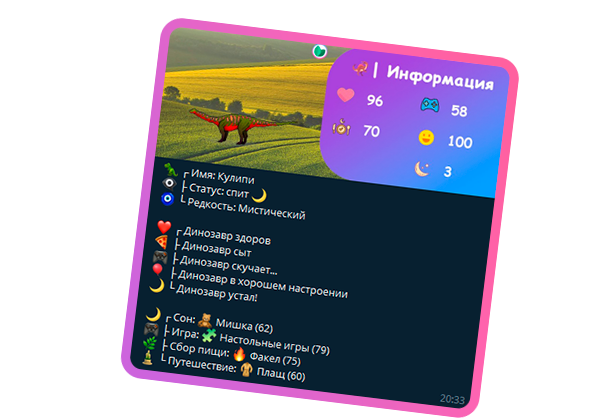 | Информация
96 58
70 100
3
┌ Имя: Кулипи
├ Статус: спит 🌙
└ Редкость: Мистический
┌ Динозавр здоров
├ Динозавр сыт
├ Динозавр скучает...
├ Динозавр в хорошем настроении
└ Динозавр устал!
┌ Сон: 🧸 Мишка (62)
├ Игра: 🧩 Настольные игры (79)
├ Сбор пищи: 🔥 Факел (75)
└ Путешествие: 🧥 Плащ (60)
20:33